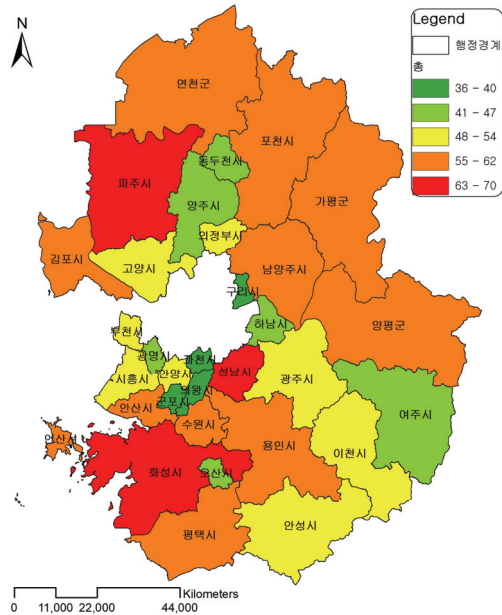 N
Legend
행정경계
총
36 - 40
41 - 47
48 - 54
55 - 62
63 - 70
연천군
포천시
동두천시
파주시
양주시
가평군
의정부시
김포시
고양시
남양주시
구리시
하남시
양평군
부천시
광명시
과천시
안양시
성남시
시흥시
의왕시
군포시
광주시
안산시
수원시
여주시
안산시
용인시
이천시
화성시
오산시
평택시
안성시
Kilometers
0 11,000 22,000 44,000